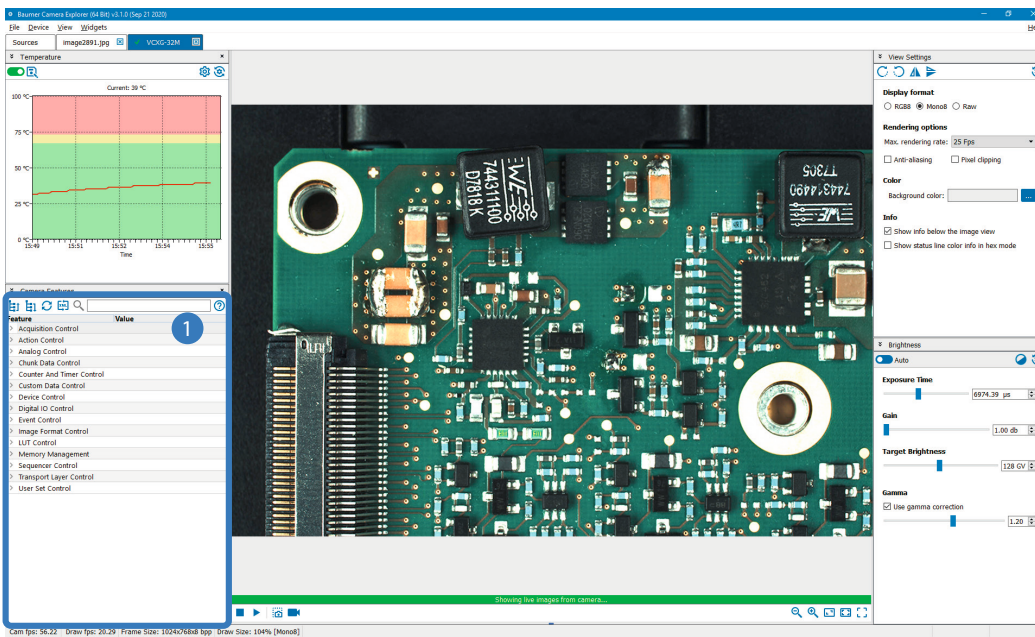 Baumer Camera Explorer (64 Bit) v3.1.0 (Sep 21 2020)
File Device View Widgets
Sources image2891.jpg VCXG-32M
Temperature
Current: 39 °C
100 °C
75 °C
50 °C
25 °C
0 °C
15:49 15:51 15:52 15:54 15:55
Time
Camera Features
1
Feature Value
Acquisition Control
Action Control
Analog Control
Chunk Data Control
Counter And Timer Control
Custom Data Control
Device Control
Digital IO Control
Event Control
Image Format Control
LUT Control
Memory Management
Sequencer Control
Transport Layer Control
User Set Control
WE
744311100
D7818K
TT305
744314490
WE
Showing live images from camera...
View Settings
Display format
RGB8 Mono8 Raw
Rendering options
Max. rendering rate: 25 Fps
Anti-aliasing Pixel clipping
Color
Background color: ...
Info
Show info below the image view
Show status line color info in hex mode
Brightness
Auto
Exposure Time
6974.39 µs
Gain
1.00 db
Target Brightness
128 GV
Gamma
Use gamma correction
1.20
Cam fps: 56.22 Draw fps: 20.29 Frame Size: 1024x768x8 bpp Draw Size: 104% [Mono8]